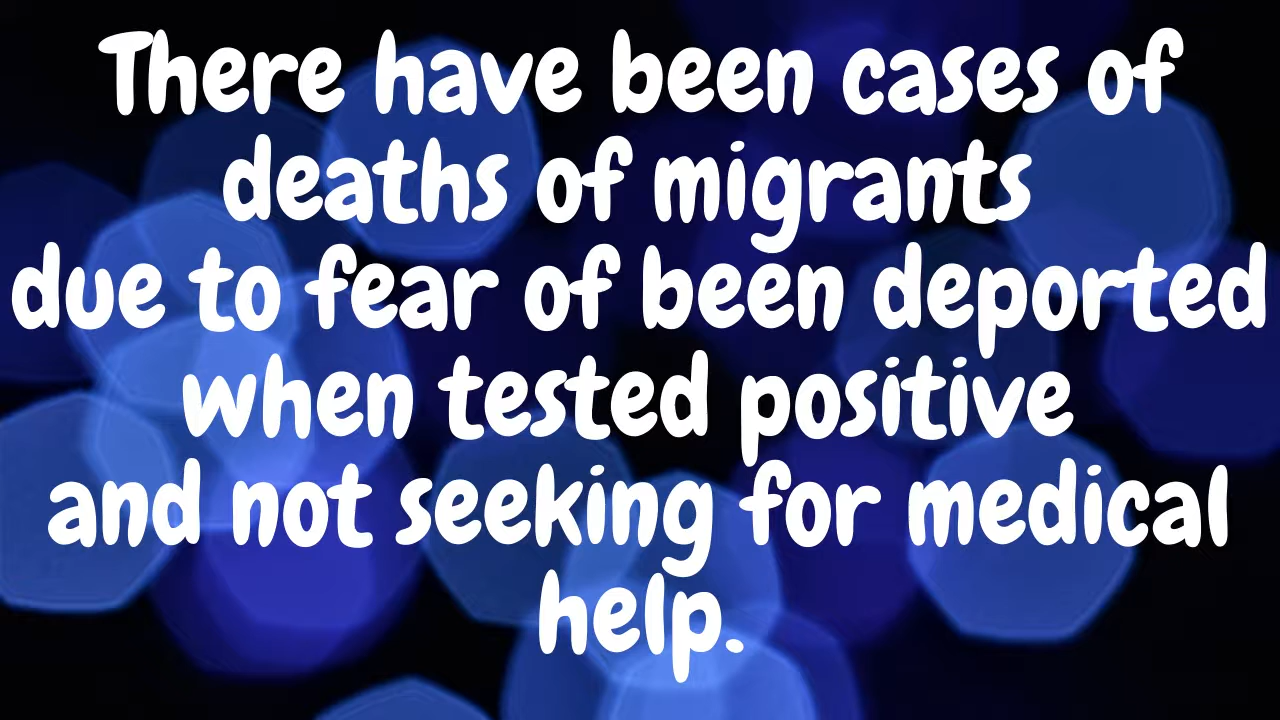 There have been cases of
deaths of migrants
due to fear of been deported
when tested positive
and not seeking for medical
help.